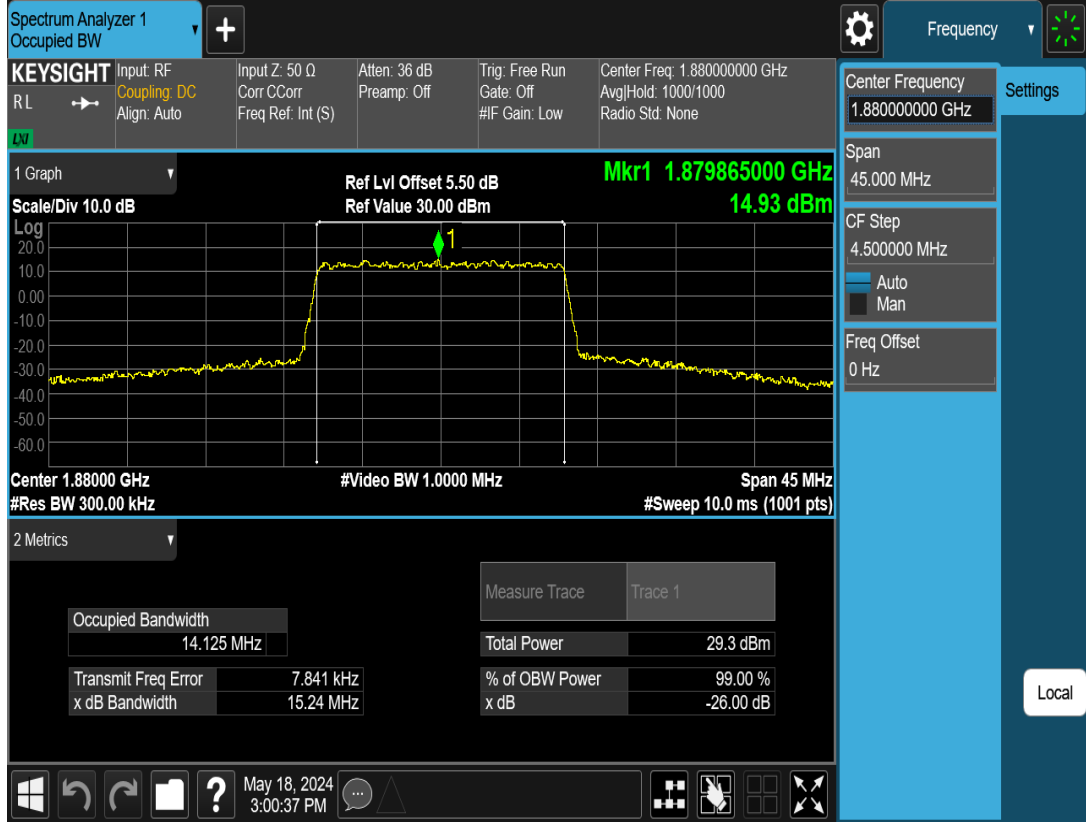 Spectrum Analyzer 1
Occupied BW
+
Frequency
KEYSIGHT
R L
LXI
Input: RF
Coupling: DC
Align: Auto
Input Z: 50 Ω
Corr CCorr
Freq Ref: Int (S)
Atten: 36 dB
Preamp: Off
Trig: Free Run
Gate: Off
#IF Gain: Low
Center Freq: 1.880000000 GHz
Avg|Hold: 1000/1000
Radio Std: None
Center Frequency
1.880000000 GHz
Settings
Span
45.000 MHz
CF Step
4.500000 MHz
Auto
Man
Freq Offset
0 Hz
Local
1 Graph
Scale/Div 10.0 dB
Ref Lvl Offset 5.50 dB
Ref Value 30.00 dBm
Mkr1 1.879865000 GHz
14.93 dBm
Log
1
20.0
10.0
0.00
-10.0
-20.0
-30.0
-40.0
-50.0
-60.0
Center 1.88000 GHz
#Video BW 1.0000 MHz
Span 45 MHz
#Res BW 300.00 kHz
#Sweep 10.0 ms (1001 pts)
2 Metrics
Measure Trace
Trace 1
Occupied Bandwidth
14.125 MHz
Total Power
29.3 dBm
Transmit Freq Error
7.841 kHz
% of OBW Power
99.00 %
x dB Bandwidth
15.24 MHz
x dB
-26.00 dB
?
May 18, 2024
3:00:37 PM